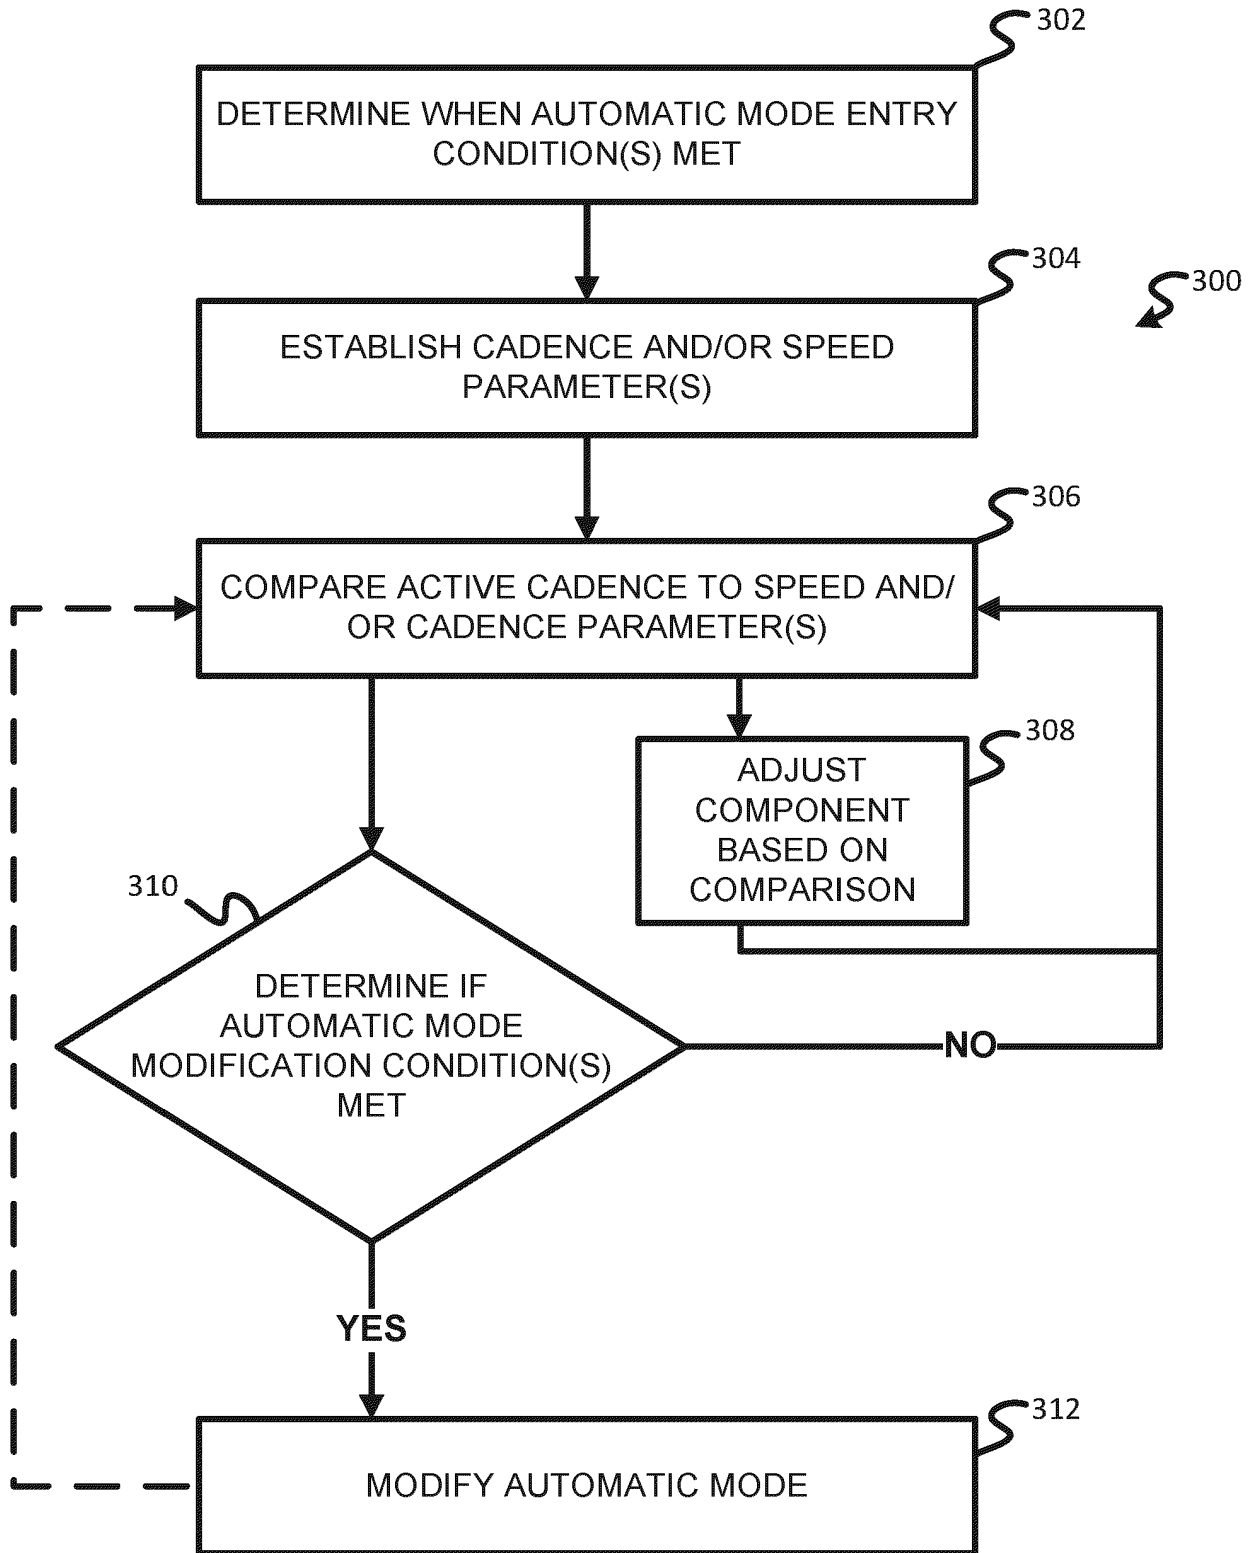 302
DETERMINE WHEN AUTOMATIC MODE ENTRY
CONDITION(S) MET
304
300
ESTABLISH CADENCE AND/OR SPEED
PARAMETER(S)
306
COMPARE ACTIVE CADENCE TO SPEED AND/
OR CADENCE PARAMETER(S)
308
ADJUST
COMPONENT
BASED ON
COMPARISON
310
DETERMINE IF
AUTOMATIC MODE
MODIFICATION CONDITION(S)
MET
NO
YES
312
MODIFY AUTOMATIC MODE